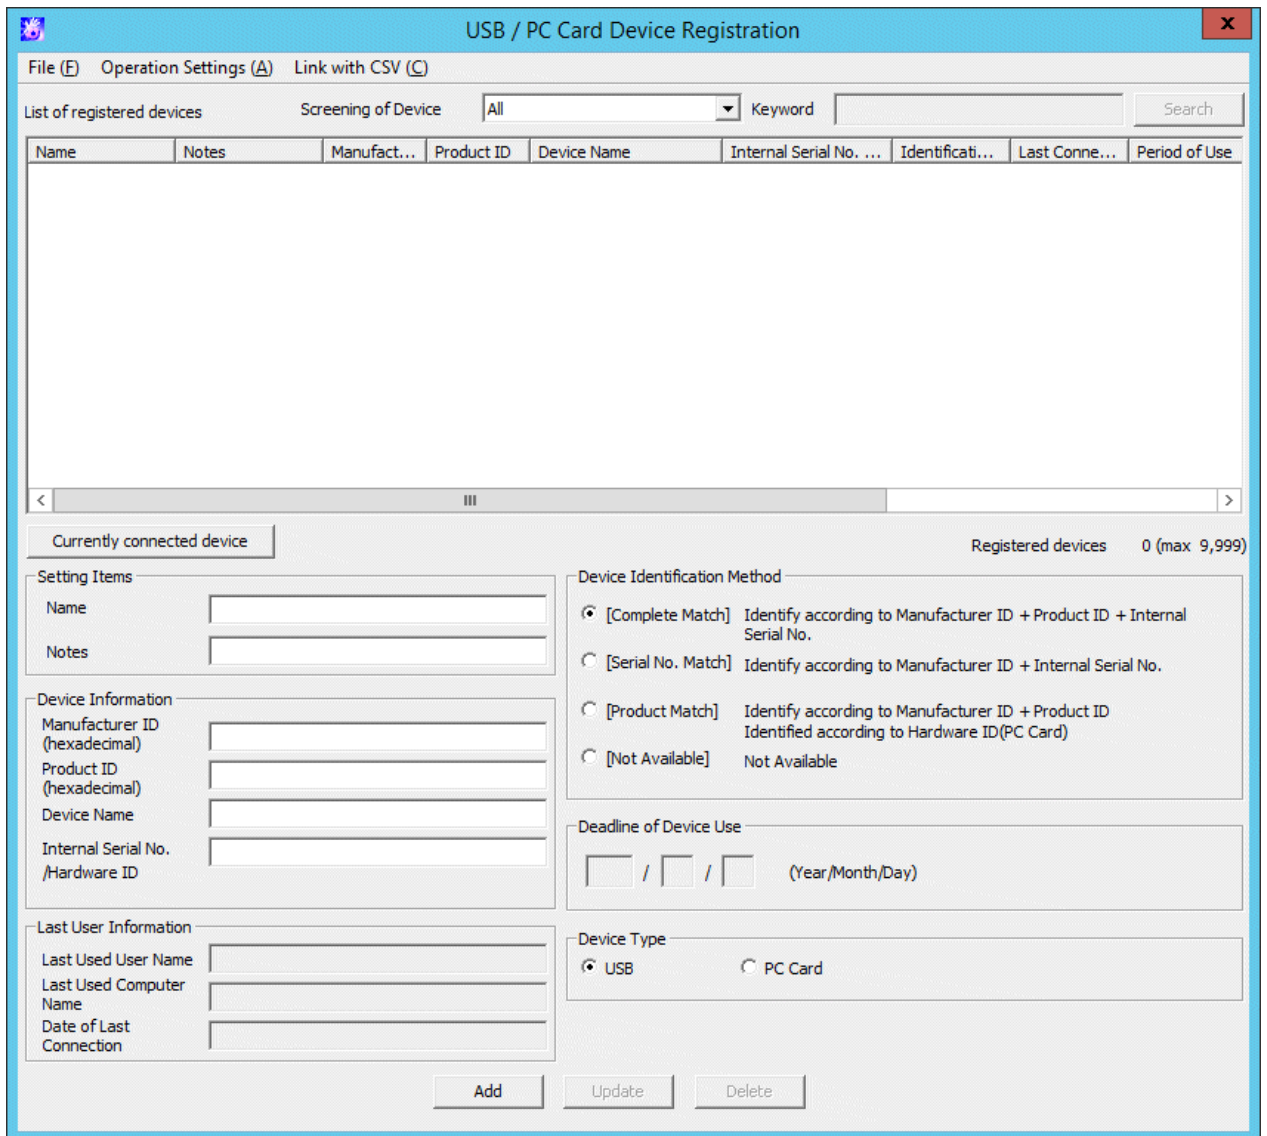 USB / PC Card Device Registration
x
File (F) Operation Settings (A) Link with CSV (C)
List of registered devices Screening of Device All Keyword Search
Name Notes Manufact... Product ID Device Name Internal Serial No. ... Identificati... Last Conne... Period of Use
Currently connected device
Registered devices 0 (max 9,999)
Setting Items
Name
Notes
Device Information
Manufacturer ID
(hexadecimal)
Product ID
(hexadecimal)
Device Name
Internal Serial No.
/Hardware ID
Last User Information
Last Used User Name
Last Used Computer
Name
Date of Last
Connection
Device Identification Method
[Complete Match] Identify according to Manufacturer ID + Product ID + Internal
Serial No.
[Serial No. Match] Identify according to Manufacturer ID + Internal Serial No.
[Product Match] Identify according to Manufacturer ID + Product ID
Identified according to Hardware ID(PC Card)
[Not Available] Not Available
Deadline of Device Use
/ / (Year/Month/Day)
Device Type
USB PC Card
Add Update Delete